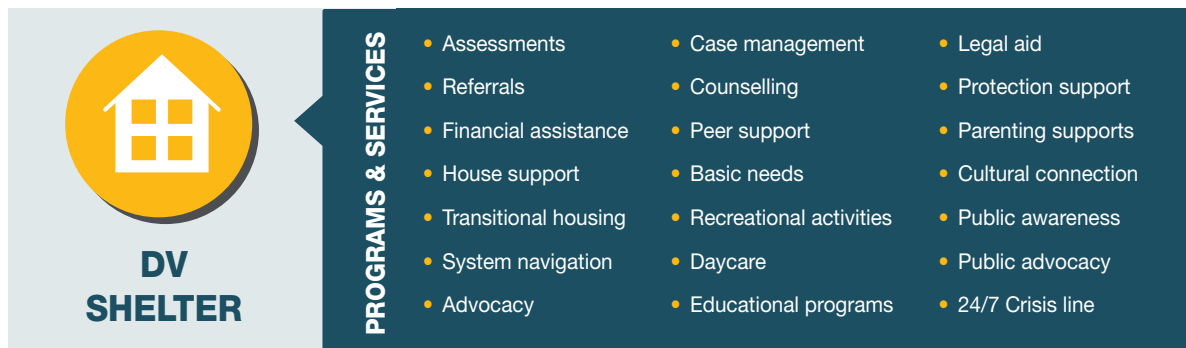 DV
SHELTER
PROGRAMS & SERVICES
• Assessments
• Referrals
• Financial assistance
• House support
• Transitional housing
• System navigation
• Advocacy
• Case management
• Counselling
• Peer support
• Basic needs
• Recreational activities
• Daycare
• Educational programs
• Legal aid
• Protection support
• Parenting supports
• Cultural connection
• Public awareness
• Public advocacy
• 24/7 Crisis line